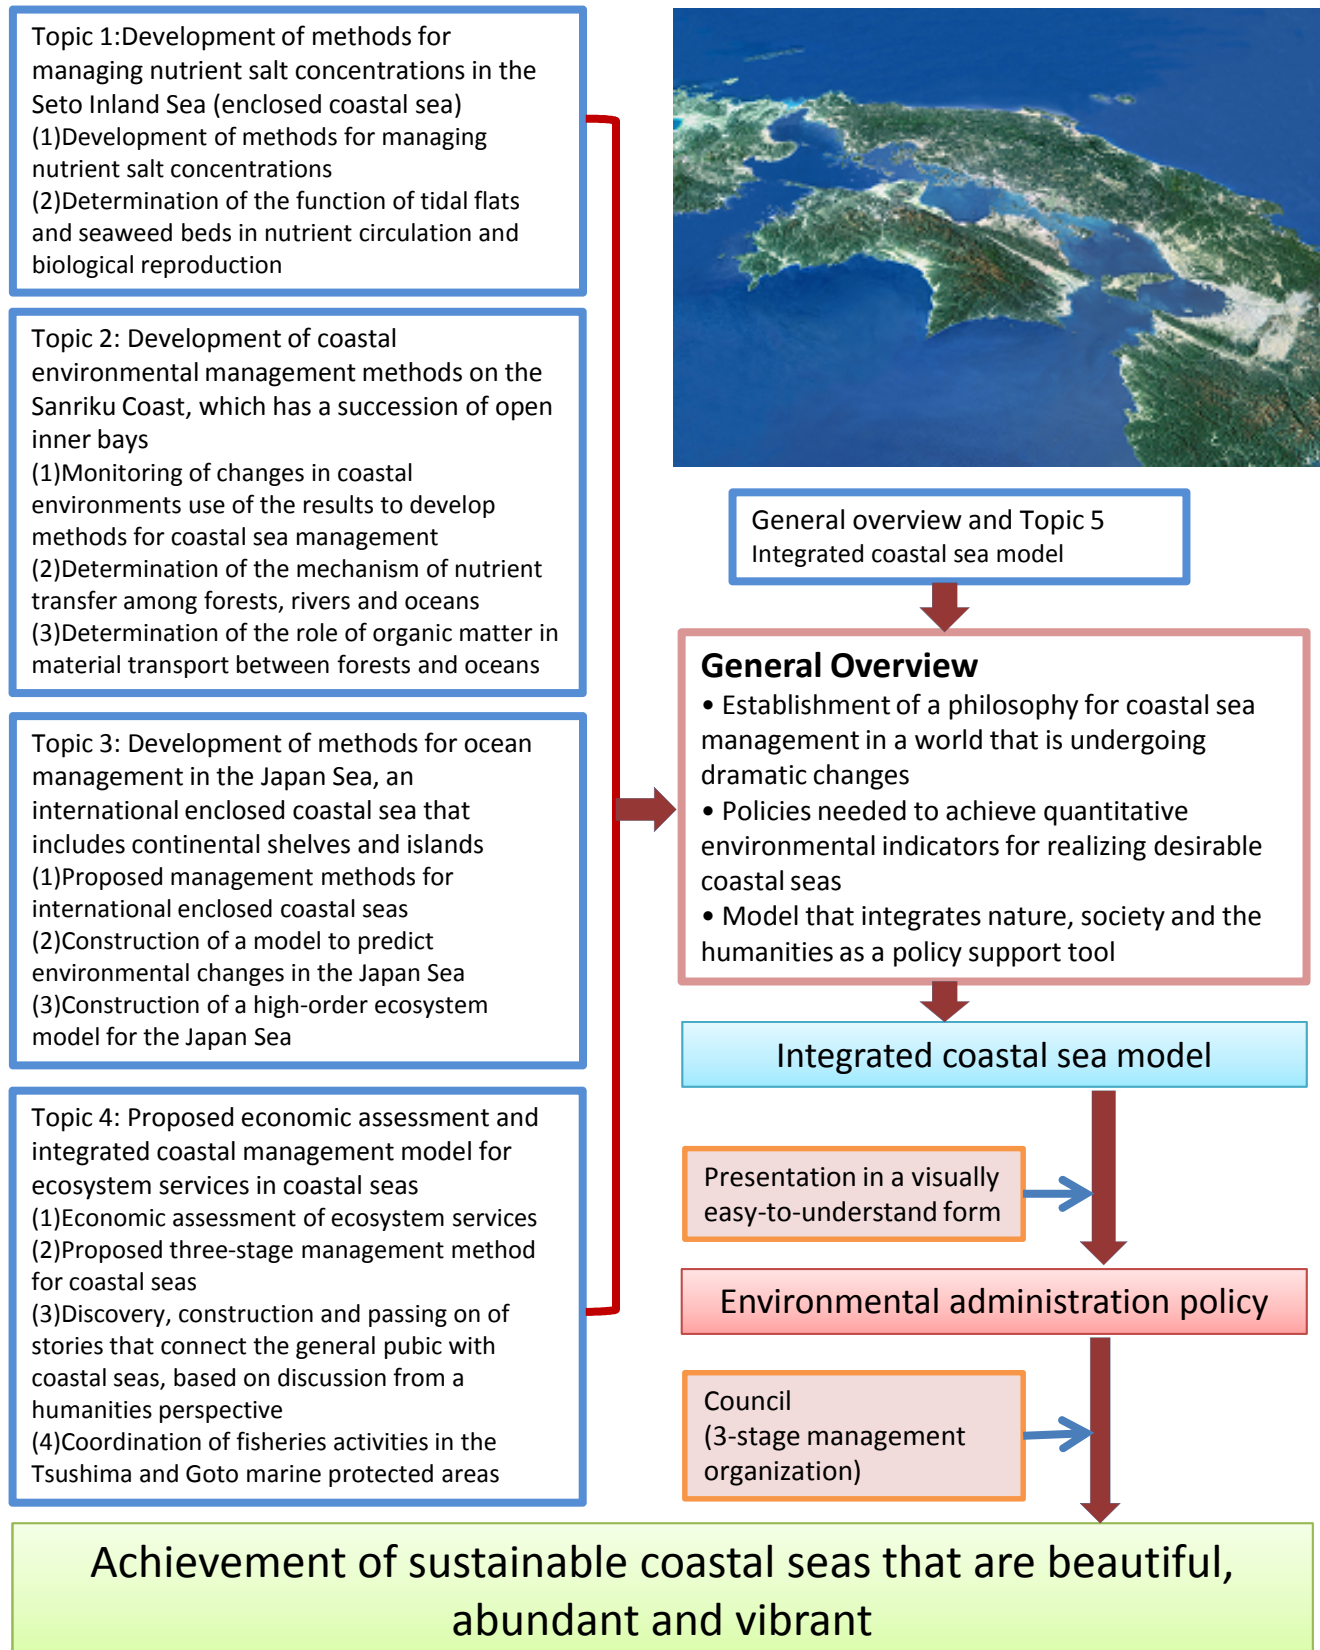 Topic 1:Development of methods for
managing nutrient salt concentrations in the
Seto Inland Sea (enclosed coastal sea)
(1)Development of methods for managing
nutrient salt concentrations
(2)Determination of the function of tidal flats
and seaweed beds in nutrient circulation and
biological reproduction
Topic 2: Development of coastal
environmental management methods on the
Sanriku Coast, which has a succession of open
inner bays
(1)Monitoring of changes in coastal
environments use of the results to develop
methods for coastal sea management
(2)Determination of the mechanism of nutrient
transfer among forests, rivers and oceans
(3)Determination of the role of organic matter in
material transport between forests and oceans
Topic 3: Development of methods for ocean
management in the Japan Sea, an
international enclosed coastal sea that
includes continental shelves and islands
(1)Proposed management methods for
international enclosed coastal seas
(2)Construction of a model to predict
environmental changes in the Japan Sea
(3)Construction of a high-order ecosystem
model for the Japan Sea
Topic 4: Proposed economic assessment and
integrated coastal management model for
ecosystem services in coastal seas
(1)Economic assessment of ecosystem services
(2)Proposed three-stage management method
for coastal seas
(3)Discovery, construction and passing on of
stories that connect the general pubic with
coastal seas, based on discussion from a
humanities perspective
(4)Coordination of fisheries activities in the
Tsushima and Goto marine protected areas
General overview and Topic 5
Integrated coastal sea model
General Overview
• Establishment of a philosophy for coastal sea
management in a world that is undergoing
dramatic changes
• Policies needed to achieve quantitative
environmental indicators for realizing desirable
coastal seas
• Model that integrates nature, society and the
humanities as a policy support tool
Integrated coastal sea model
Presentation in a visually
easy-to-understand form
Environmental administration policy
Council
(3-stage management
organization)
Achievement of sustainable coastal seas that are beautiful,
abundant and vibrant